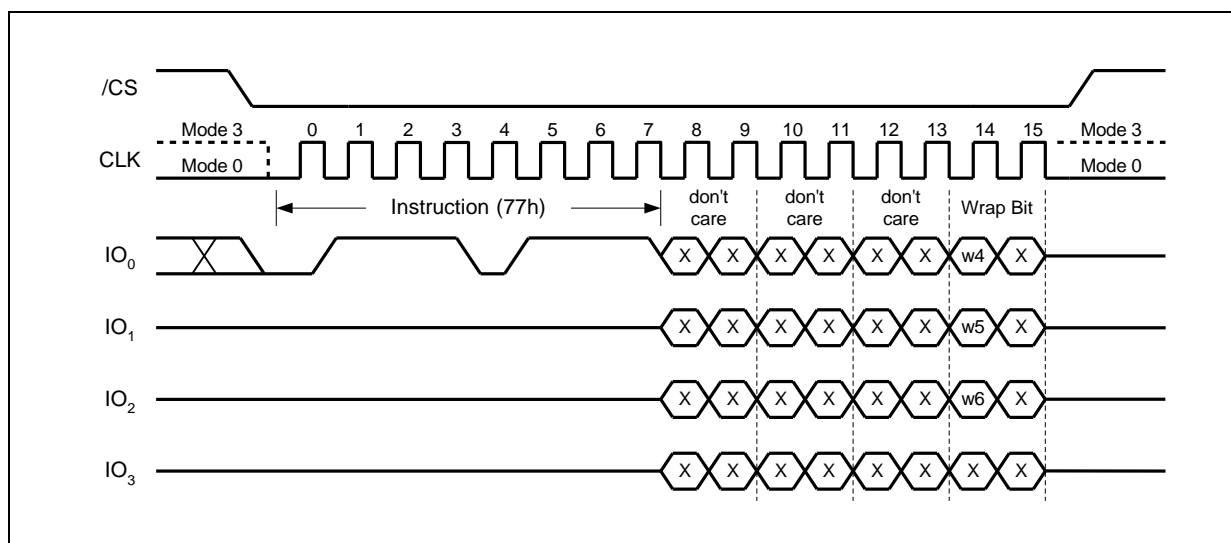 /CS
Mode 3 0 1 2 3 4 5 6 7 8 9 10 11 12 13 14 15 Mode 3
CLK
Mode 0 Mode 0
Instruction (77h) don't care don't care don't care Wrap Bit
IO0 X X X X X X w4 X
IO1 X X X X X X w5 X
IO2 X X X X X X w6 X
IO3 X X X X X X X X